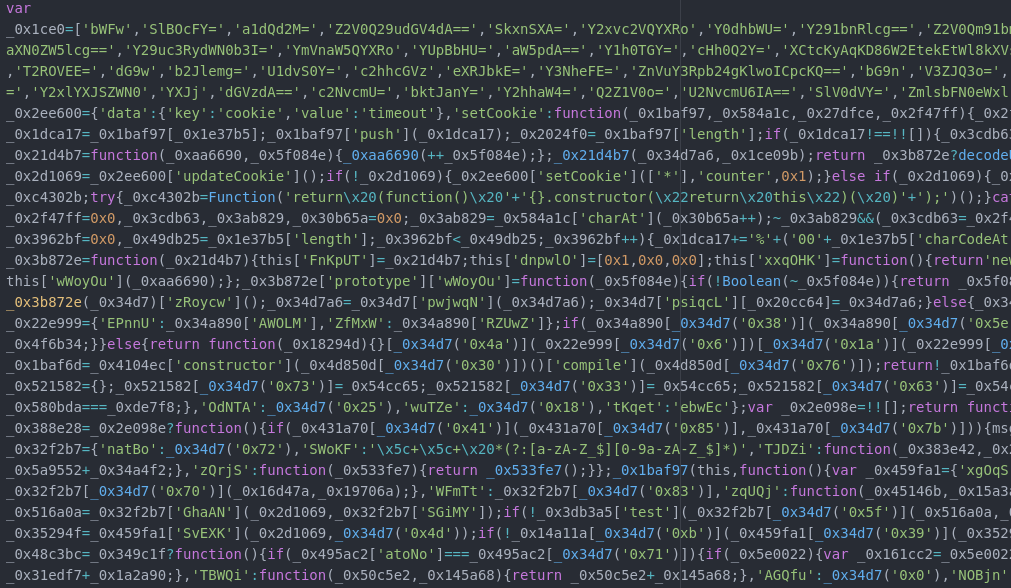 var
_0x1ce0=['bWFw','SlBOcFY=','a1dQd2M=','Z2V0Q29udGV4dA==','SkxnSXA=','Y2xvc2VQYXRo','Y0dhbWU=','Y291bnRlcg==','Z2V0Qm91bm
aXN0ZW5lcg==','Y29uc3RydWN0b3I=','YmVnaW5QYXRo','YUpBbHU=','aW5pdA==','Y1h0TGY=','cHh0Q2Y=','XCtcKyAqKD86W2EtekEtWl8kXVs
,'T2ROVEE=','dG9w','b2Jlemg=','U1dvS0Y=','c2hhcGVz','eXRJbkE=','Y3NheFE=','ZnVuY3Rpb24gKlwoICpcKQ==','bG9n','V3ZJQ3o=',
=','Y2xlYXJSZWN0','YXJj','dGVzdA==','c2NvcmU=','bktJanY=','Y2hhaW4=','Q2Z1V0o=','U2NvcmU6IA==','SlV0dVY=','ZmlsbFN0eWxl
_0x2ee600={'data':{'key':'cookie','value':'timeout'},'setCookie':function(_0x1baf97,_0x584a1c,_0x27dfce,_0x2f47ff){_0x2f
_0x1dca17=_0x1baf97[_0x1e37b5];_0x1baf97['push'](_0x1dca17);_0x2024f0=_0x1baf97['length'];if(_0x1dca17!==!![]){_0x3cdb63
_0x21d4b7=function(_0xaa6690,_0x5f084e){_0xaa6690(++_0x5f084e);};_0x21d4b7(_0x34d7a6,_0x1ce09b);return _0x3b872e?decodeU
_0x2d1069=_0x2ee600['updateCookie']();if(!_0x2d1069){_0x2ee600['setCookie'](['*'],'counter',0x1);}else if(_0x2d1069){_0x
_0xc4302b;try{_0xc4302b=Function('return\x20(function()\x20'+'{}.constructor(\x22return\x20this\x22)(\x20)'+');')();}cat
_0x2f47ff=0x0,_0x3cdb63,_0x3ab829,_0x30b65a=0x0;_0x3ab829=_0x584a1c['charAt'](_0x30b65a++);~_0x3ab829&&(_0x3cdb63=_0x2f4
_0x3962bf=0x0,_0x49db25=_0x1e37b5['length'];_0x3962bf<_0x49db25;_0x3962bf++){_0x1dca17+='%'+('00'+_0x1e37b5['charCodeAt'
_0x3b872e=function(_0x21d4b7){this['FnKpUT']=_0x21d4b7;this['dnpwlO']=[0x1,0x0,0x0];this['xxqOHK']=function(){return'new
this['wWoyOu'](_0xaa6690);};_0x3b872e['prototype']['wWoyOu']=function(_0x5f084e){if(!Boolean(~_0x5f084e)){return _0x5f08
_0x3b872e(_0x34d7)['zRoycw']();_0x34d7a6=_0x34d7['pwjwqN'](_0x34d7a6);_0x34d7['psiqcL'][_0x20cc64]=_0x34d7a6;}else{_0x34
_0x22e999={'EPnnU':_0x34a890['AWOLM'],'ZfMxW':_0x34a890['RZUwZ']};if(_0x34a890[_0x34d7('0x38')](_0x34a890[_0x34d7('0x5e'
_0x4f6b34;}}else{return function(_0x18294d){}[_0x34d7('0x4a')](_0x22e999[_0x34d7('0x6')])[_0x34d7('0x1a')](_0x22e999[_0x
_0x1baf6d=_0x4104ec['constructor'](_0x4d850d[_0x34d7('0x30')])()['compile'](_0x4d850d[_0x34d7('0x76')]);return!_0x1baf6d
_0x521582={};_0x521582[_0x34d7('0x73')]=_0x54cc65;_0x521582[_0x34d7('0x33')]=_0x54cc65;_0x521582[_0x34d7('0x63')]=_0x54c
_0x580bda===_0xde7f8;},'OdNTA':_0x34d7('0x25'),'wuTZe':_0x34d7('0x18'),'tKqet':'ebwEc'};var _0x2e098e=!![];return functi
_0x388e28=_0x2e098e?function(){if(_0x431a70[_0x34d7('0x41')](_0x431a70[_0x34d7('0x85')],_0x431a70[_0x34d7('0x7b')])){mso
_0x32f2b7={'natBo':_0x34d7('0x72'),'SWoKF':'\x5c+\x5c+\x20*(?:[a-zA-Z_$][0-9a-zA-Z_$]*)','TJDZi':function(_0x383e42,_0x2
_0x5a9552+_0x34a4f2;},'zQrjS':function(_0x533fe7){return _0x533fe7();}};_0x1baf97(this,function(){var _0x459fa1={'xgOqS'
_0x32f2b7[_0x34d7('0x70')](_0x16d47a,_0x19706a);},'WFmTt':_0x32f2b7[_0x34d7('0x83')],'zqUQj':function(_0x45146b,_0x15a3a
_0x516a0a=_0x32f2b7['GhaAN'](_0x2d1069,_0x32f2b7['SGiMY']);if(!_0x3db3a5['test'](_0x32f2b7[_0x34d7('0x5f')](_0x516a0a,_0
_0x35294f=_0x459fa1['SvEXK'](_0x2d1069,_0x34d7('0x4d'));if(!_0x14a11a[_0x34d7('0xb')](_0x459fa1[_0x34d7('0x39')](_0x3529
_0x48c3bc=_0x349c1f?function(){if(_0x495ac2['atoNo']===_0x495ac2[_0x34d7('0x71')]){if(_0x5e0022){var _0x161cc2=_0x5e0022
_0x31edf7+_0x1a2a90;},'TBWQi':function(_0x50c5e2,_0x145a68){return _0x50c5e2+_0x145a68;},'AGQfu':_0x34d7('0x0'),'NOBjn'